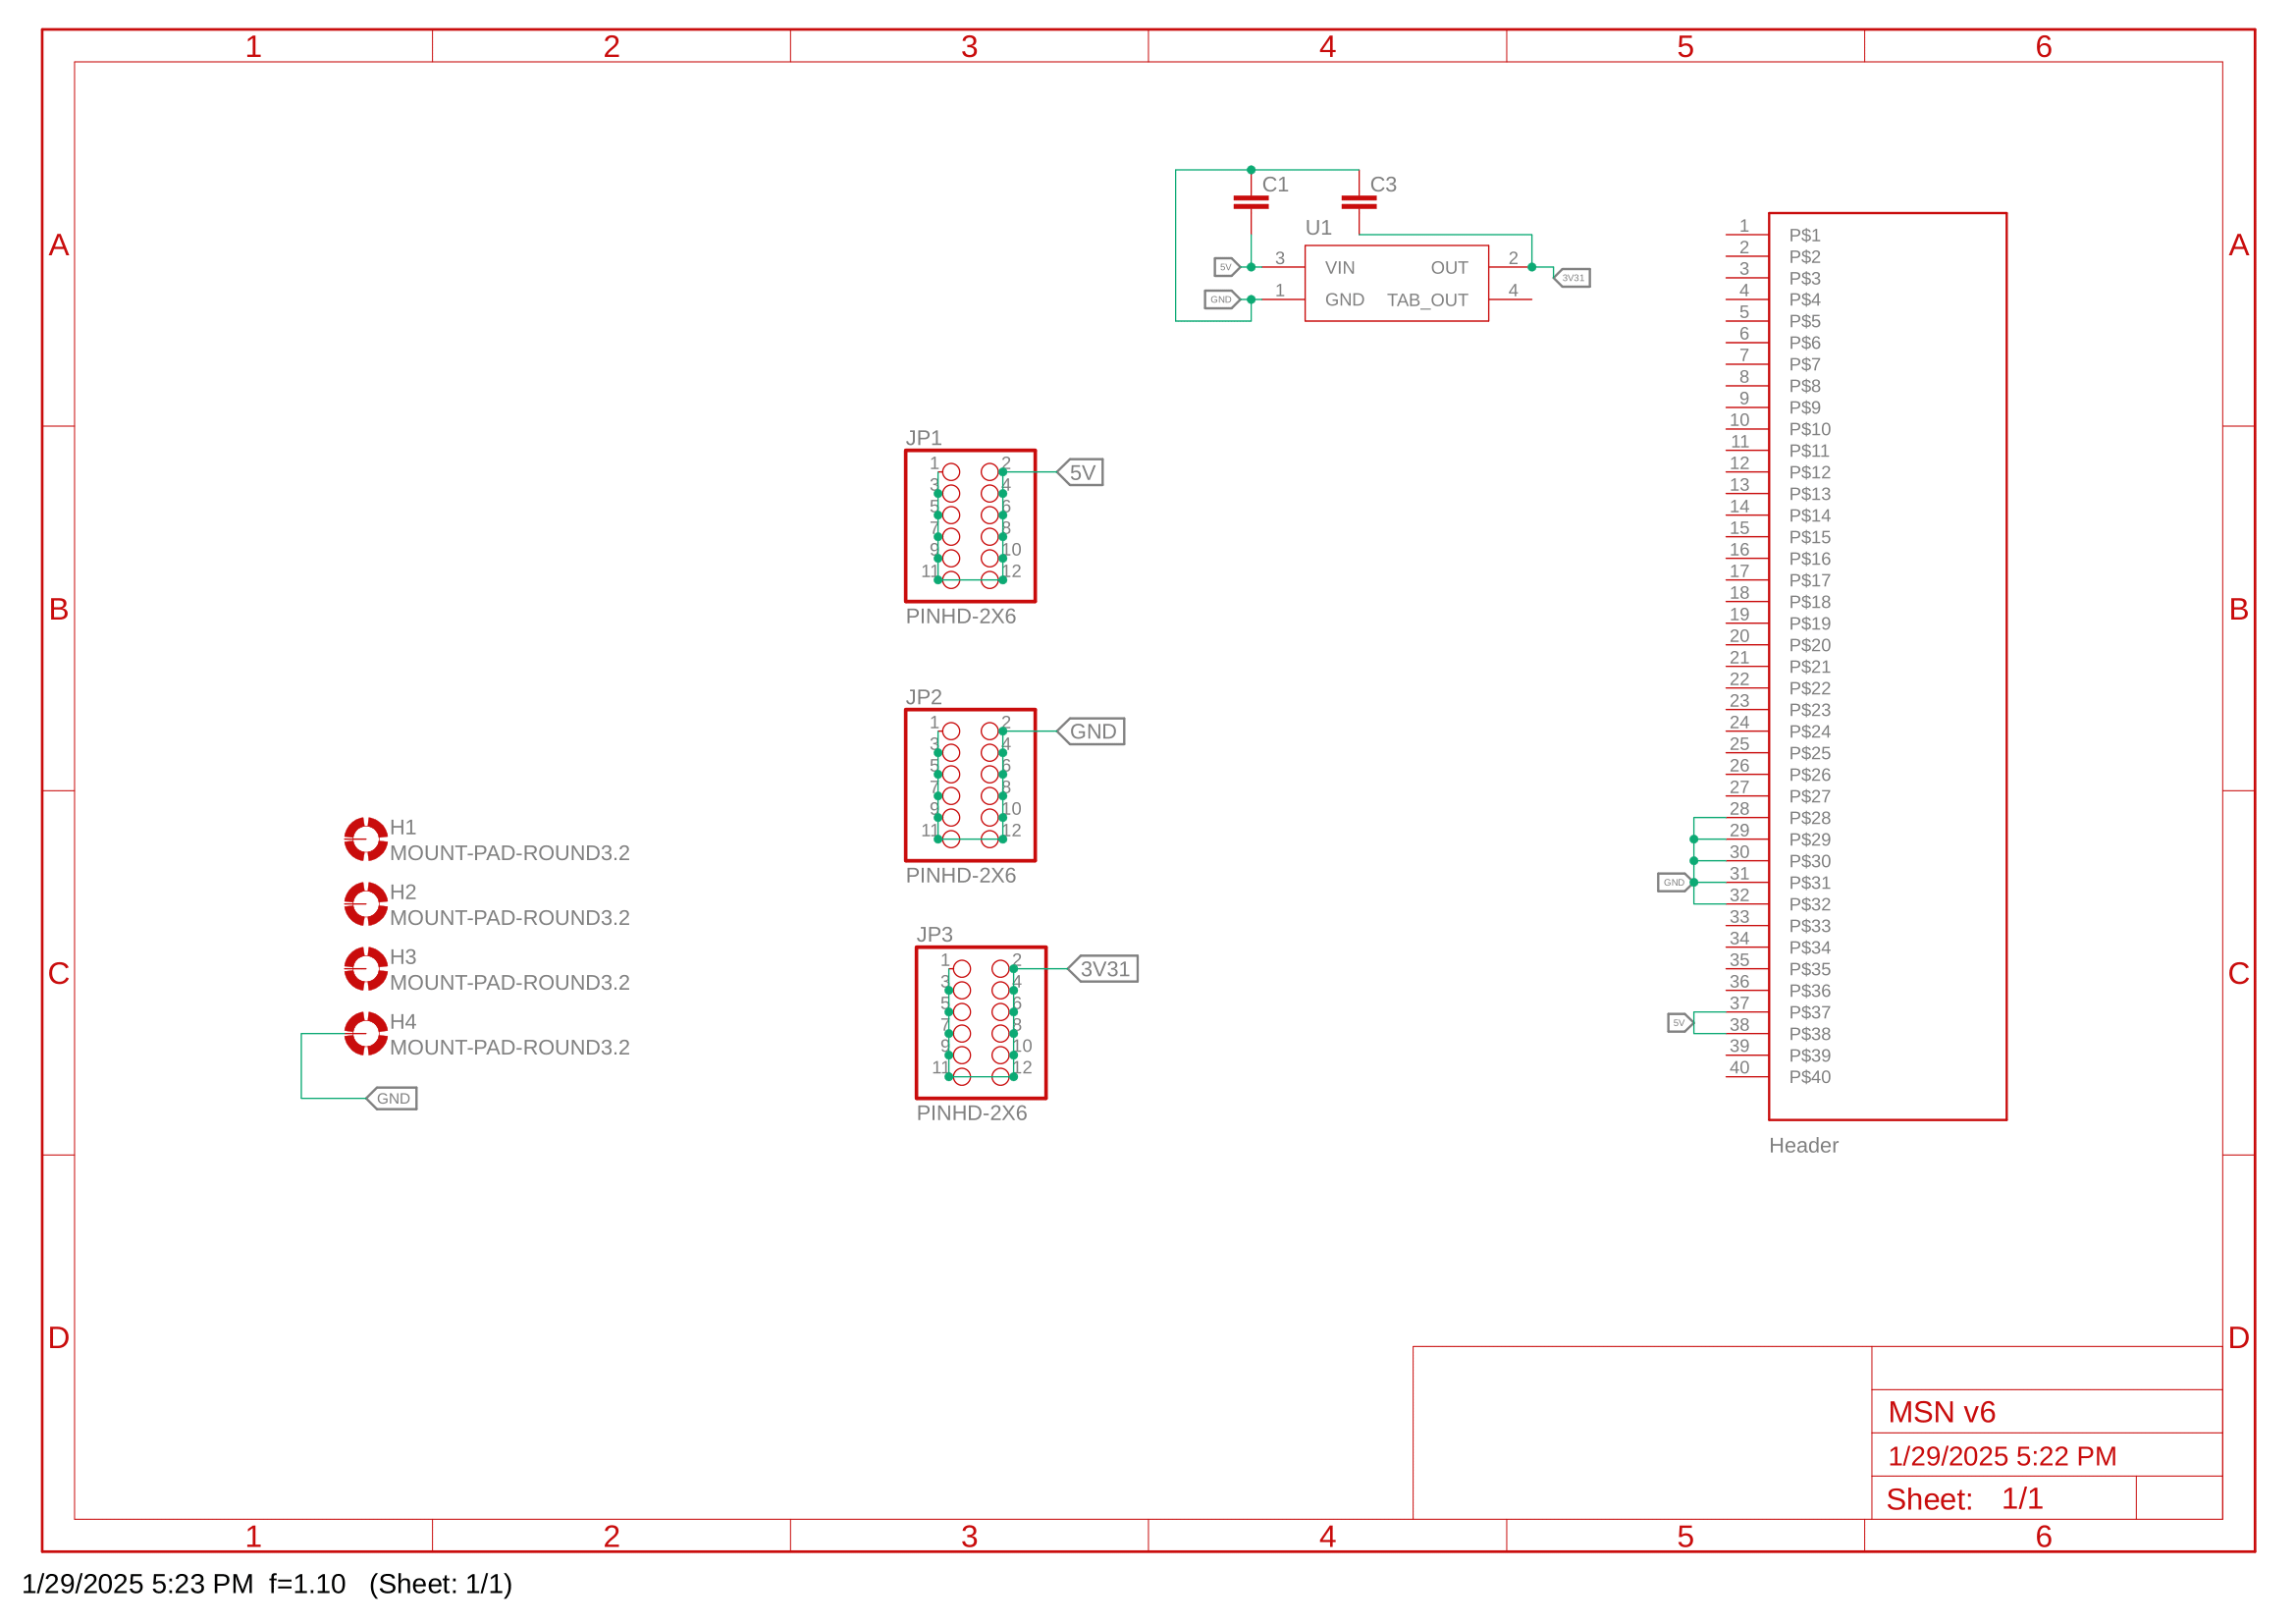 1 2 3 4 5 6
A A
B B
C C
D D
C1
C3
U1
5V 3 VIN OUT 2 3V31
GND 1 GND TAB_OUT 4
JP1
1 2 5V
3 4
5 6
7 8
9 10
11 12
PINHD-2X6
JP2
1 2 GND
3 4
5 6
7 8
9 10
11 12
PINHD-2X6
JP3
1 2 3V31
3 4
5 6
7 8
9 10
11 12
PINHD-2X6
H1
MOUNT-PAD-ROUND3.2
H2
MOUNT-PAD-ROUND3.2
H3
MOUNT-PAD-ROUND3.2
H4
MOUNT-PAD-ROUND3.2
GND
1 P$1
2 P$2
3 P$3
4 P$4
5 P$5
6 P$6
7 P$7
8 P$8
9 P$9
10 P$10
11 P$11
12 P$12
13 P$13
14 P$14
15 P$15
16 P$16
17 P$17
18 P$18
19 P$19
20 P$20
21 P$21
22 P$22
23 P$23
24 P$24
25 P$25
26 P$26
27 P$27
28 P$28
29 P$29
30 P$30
GND 31 P$31
32 P$32
33 P$33
34 P$34
35 P$35
36 P$36
37 P$37
5V
38 P$38
39 P$39
40 P$40
Header
MSN v6
1/29/2025 5:22 PM
Sheet: 1/1
1 2 3 4 5 6
1/29/2025 5:23 PM f=1.10 (Sheet: 1/1)